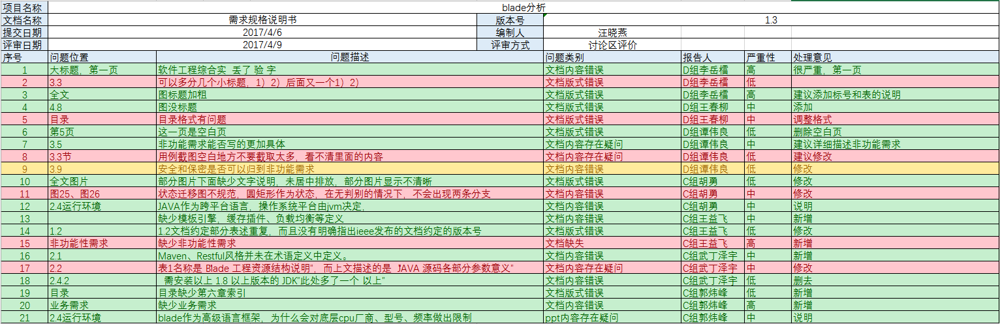 项目名称 blade分析
文档名称 需求规格说明书 版本号 1.3
提交日期 2017/4/6 编制人 汪晓燕
评审日期 2017/4/9 评审方式 讨论区评价
序号 问题位置 问题描述 问题类别 报告人 严重性 处理意见
1 大标题，第一页 软件工程综合实 丢了 验 字 文档内容错误 D组李岳檑 高 很严重，第一页
2 3.3 可以多分几个小标题，1）2）后面又一个1）2） 文档版式错误 D组李岳檑 低
3 全文 图标题加粗 文档版式错误 D组李岳檑 高 建议添加标号和表的说明
4 4.8 图没标题 文档版式错误 D组王春柳 中 添加
5 目录 目录格式有问题 文档版式错误 D组王春柳 中 调整格式
6 第5页 这一页是空白页 文档版式错误 D组谭伟良 低 删除空白页
7 3.5 非功能需求能否写的更加具体 文档内容存在疑问 D组谭伟良 中 建议详细描述非功能需求
8 3.3节 用例截图空白地方不要截取太多，看不清里面的内容 文档内容存在疑问 D组谭伟良 低 建议修改
9 3.9 安全和保密是否可以归到非功能需求 文档内容错误 D组谭伟良 低 修改
10 全文图片 部分图片下面缺少文字说明，未居中排放，部分图片显示不清晰 文档版式错误 C组胡勇 低 修改
11 图25、图26 状态迁移图不规范，圆矩形作为状态，在无判别的情况下，不会出现两条分支 文档内容错误 C组胡勇 中 修改
12 2.4运行环境 JAVA作为跨平台语言，操作系统平台由jvm决定， 文档内容错误 C组胡勇 中 说明
13 缺少模板引擎，缓存插件、负载均衡等定义 文档内容错误 C组王益飞 中 新增
14 1.2 1.2文档约定部分表述重复，而且没有明确指出ieee发布的文档约定的版本号 文档版式错误 C组王益飞 低 修改
15 非功能性需求 缺少非功能性需求 文档缺失 C组王益飞 高 新增
16 2.1 Maven、Restful风格并未在术语定义中定义。 文档内容错误 C组武丁泽宇 中 新增
17 2.2 表1名称是 Blade 工程资源结构说明”，而上文描述的是 JAVA 源码各部分参数意义” 文档内容存在疑问 C组武丁泽宇 中 修改
18 2.4.2 需安装以上 1.8 以上版本的 JDK”此处多了一个 以上” 文档内容错误 C组武丁泽宇 低 删去
19 目录 目录缺少第六章索引 文档版式错误 C组郭炜峰 低 新增
20 业务需求 缺少业务需求 文档内容错误 C组郭炜峰 高 新增
21 2.4运行环境 blade作为高级语言框架，为什么会对底层cpu厂商、型号、频率做出限制 ppt内容存在疑问 C组郭炜峰 中 说明